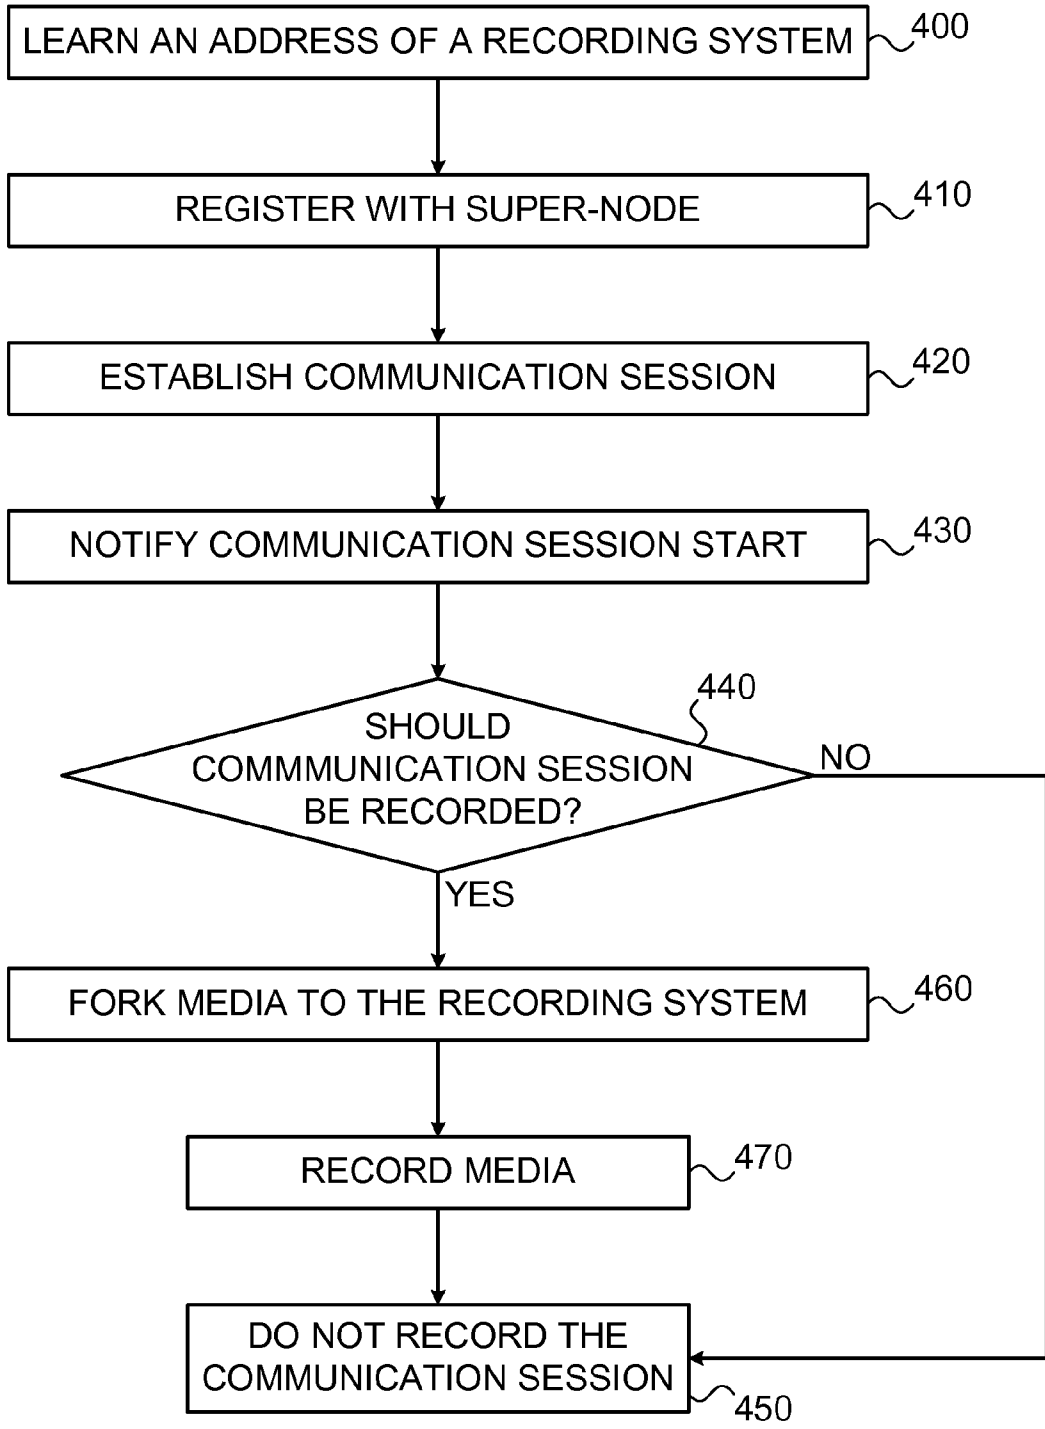 LEARN AN ADDRESS OF A RECORDING SYSTEM
400
REGISTER WITH SUPER-NODE
410
ESTABLISH COMMUNICATION SESSION
420
NOTIFY COMMUNICATION SESSION START
430
440
SHOULD
COMMMUNICATION SESSION
BE RECORDED?
NO
YES
FORK MEDIA TO THE RECORDING SYSTEM
460
RECORD MEDIA
470
DO NOT RECORD THE
COMMUNICATION SESSION
450